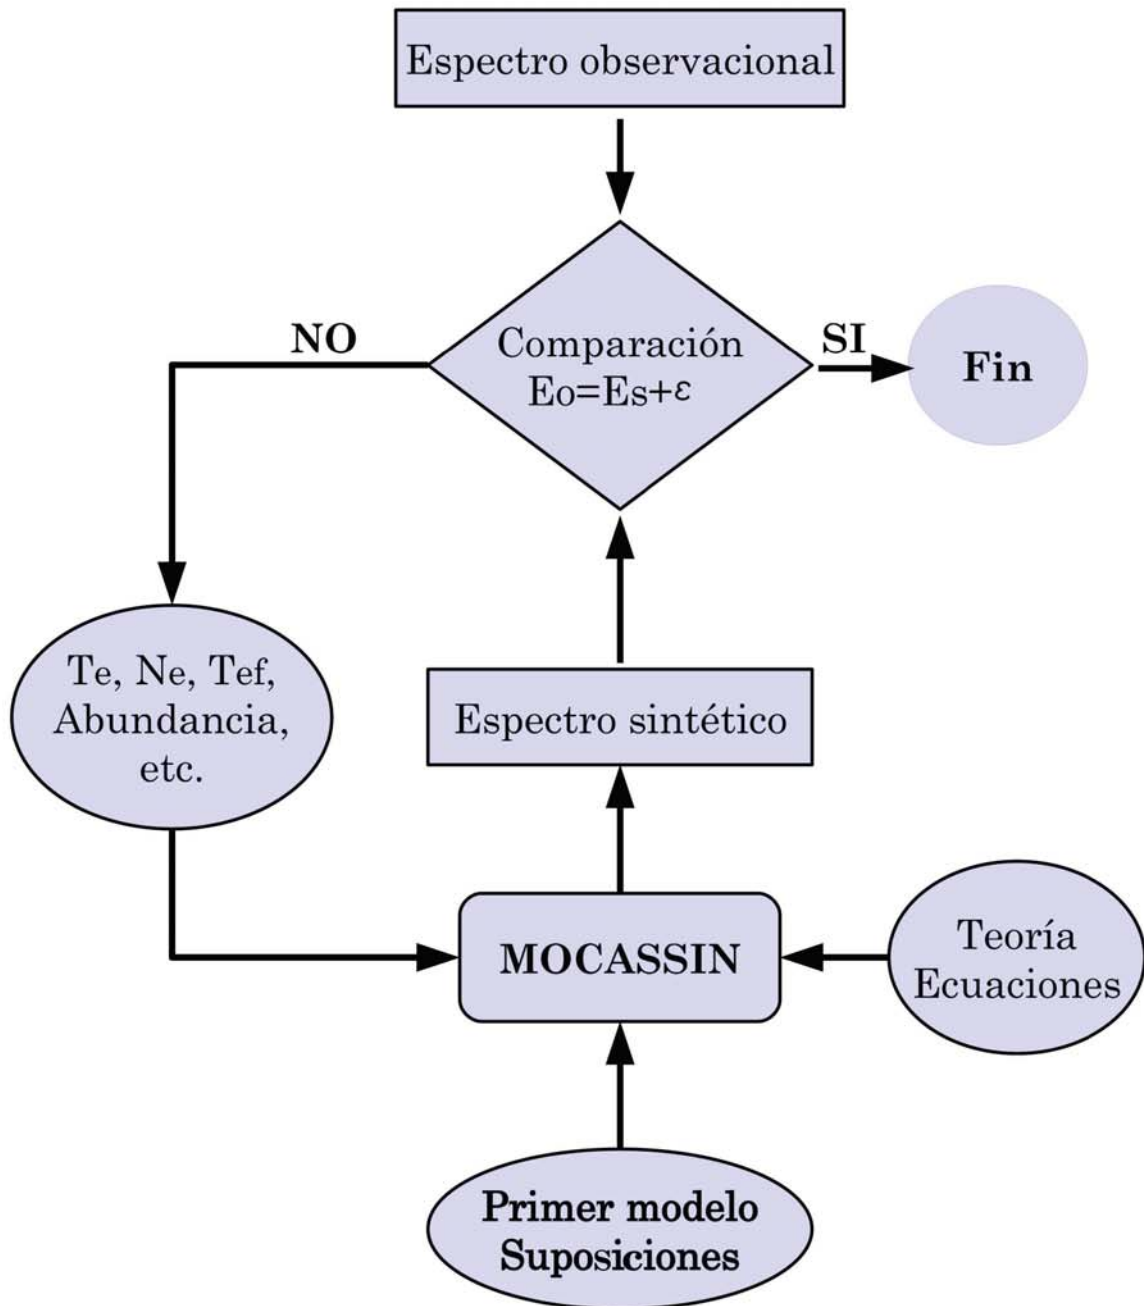 Espectro observacional
NO
SI
Comparación
Eo=Es+ε
Fin
Te, Ne, Tef,
Abundancia,
etc.
Espectro sintético
MOCASSIN
Teoría
Ecuaciones
Primer modelo
Suposiciones